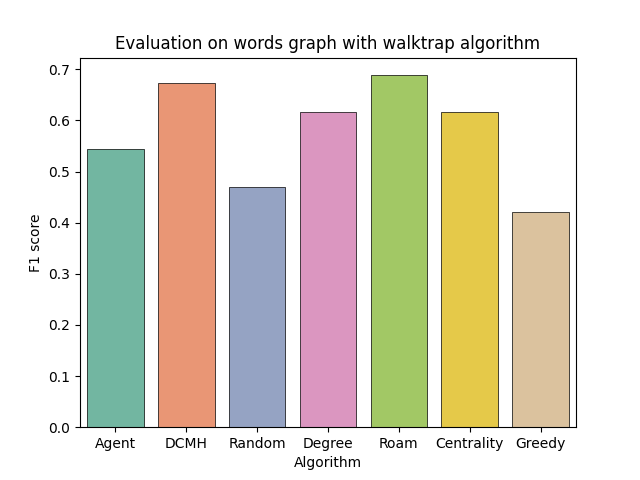 Evaluation on words graph with walktrap algorithm
0.7
0.6
0.5
0.4
0.3
0.2
0.1
0.0
F1 score
Agent DCMH Random Degree Roam Centrality Greedy
Algorithm